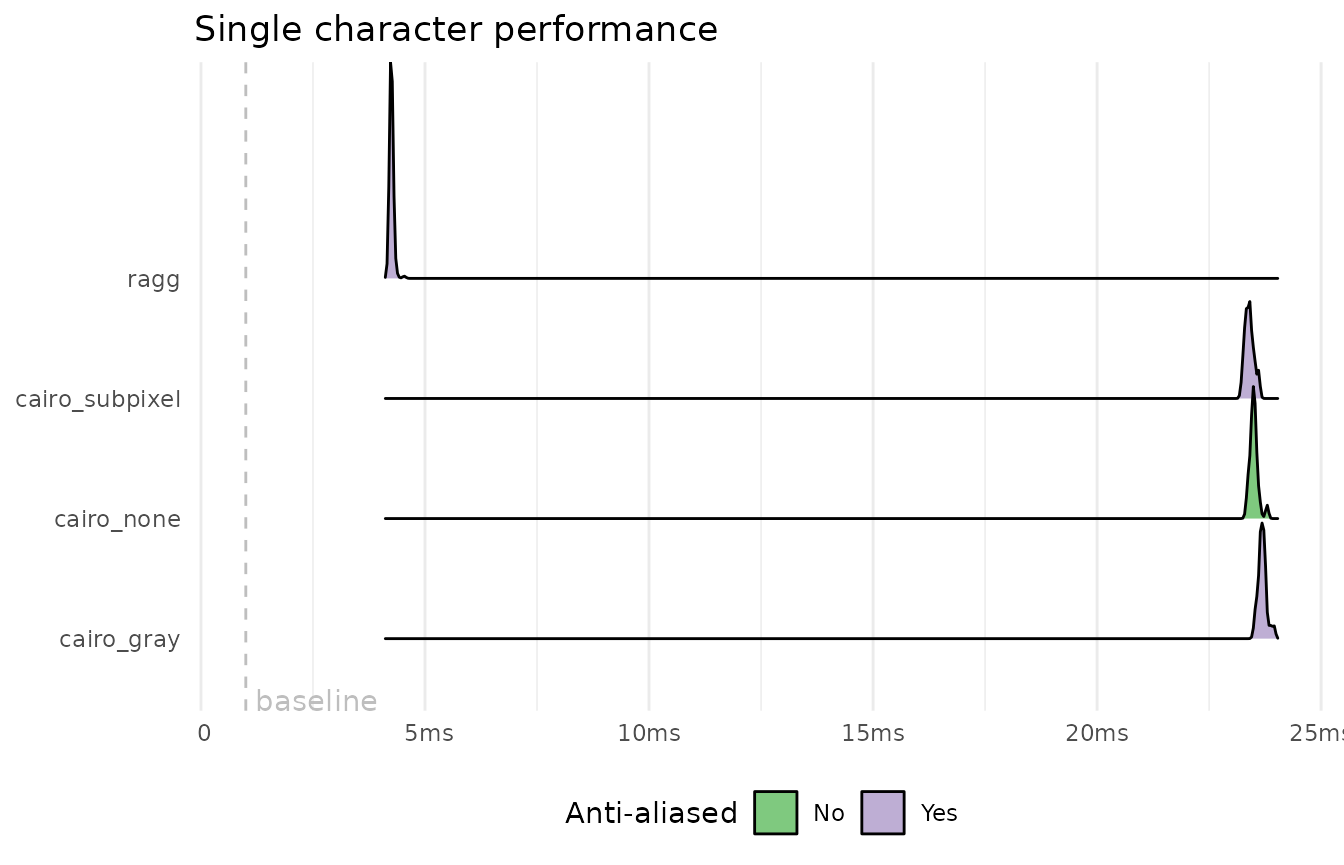 Single character performance
ragg
cairo_subpixel
cairo_none
cairo_gray
baseline
0 5ms 10ms 15ms 20ms 25ms
Anti-aliased No Yes